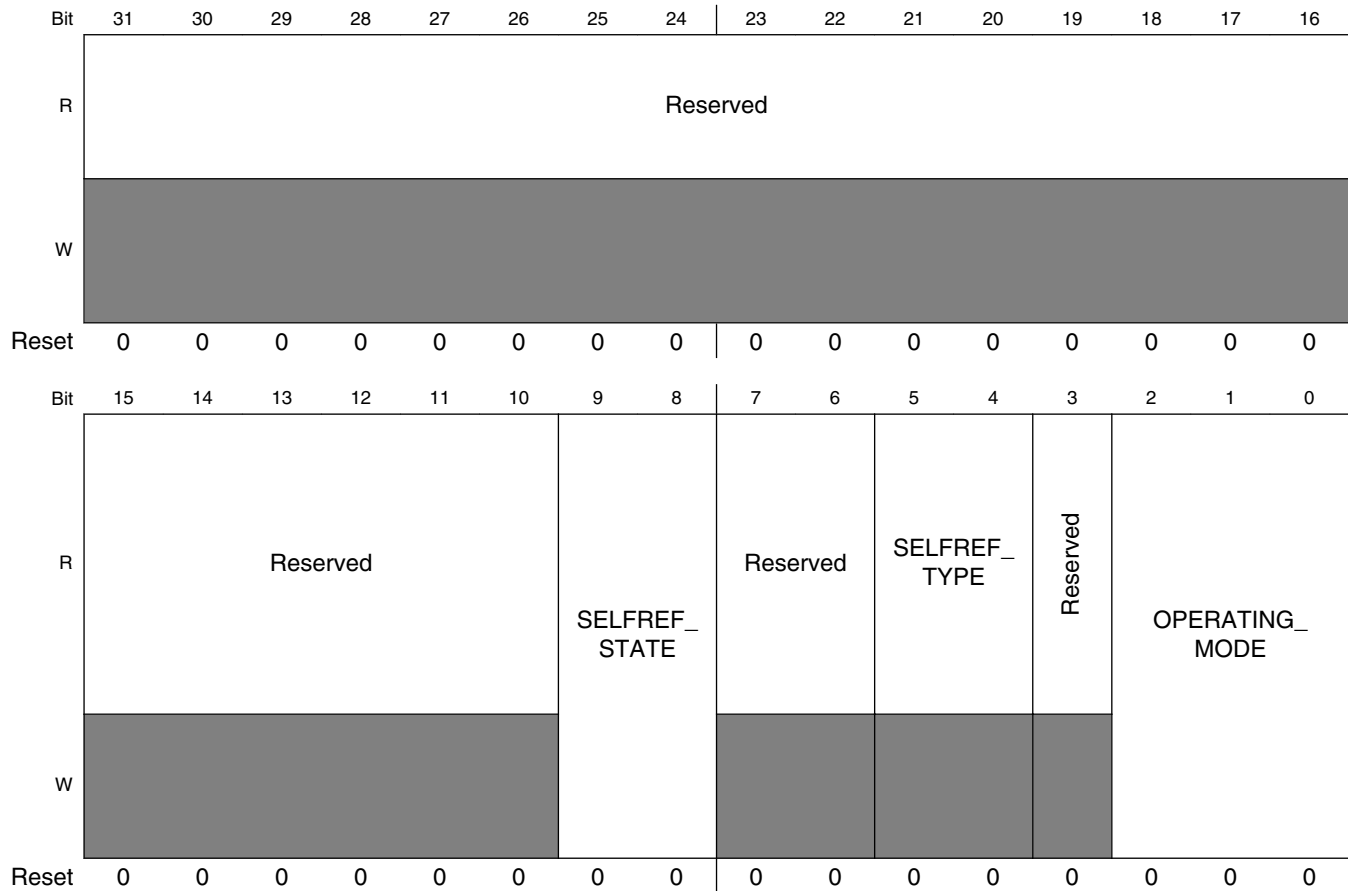 Bit 31 30 29 28 27 26 25 24 23 22 21 20 19 18 17 16
R Reserved
W
Reset 0 0 0 0 0 0 0 0 0 0 0 0 0 0 0 0
Bit 15 14 13 12 11 10 9 8 7 6 5 4 3 2 1 0
R Reserved SELFREF_
STATE Reserved SELFREF_
TYPE Reserved OPERATING_
MODE
W
Reset 0 0 0 0 0 0 0 0 0 0 0 0 0 0 0 0